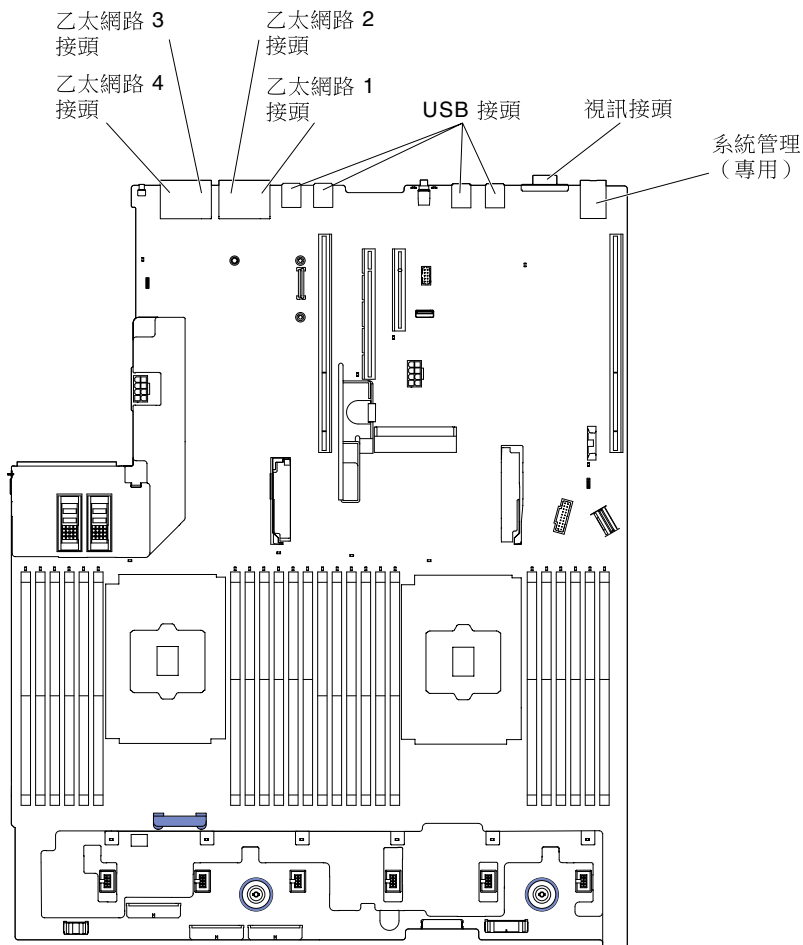 乙太網路 3
接頭
乙太網路 2
接頭
乙太網路 4
接頭
乙太網路 1
接頭
USB 接頭
視訊接頭
系統管理
（專用）